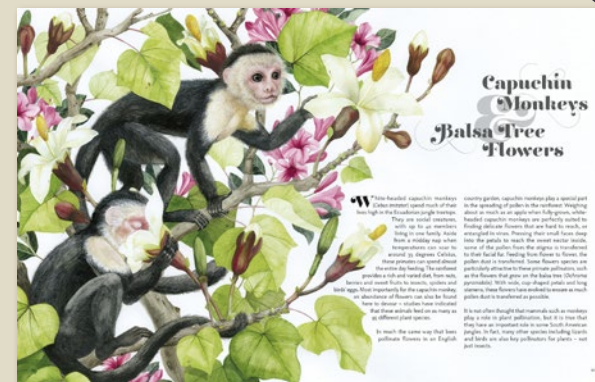 Capuchin
&
Monkeys
Balsa Tree
Flowers
White-headed capuchin monkeys
(Cebus imitator) spend much of their
lives high in the Ecuadorian jungle treetops.
They are social creatures,
with up to 40 members
living in one family. Aside
from a midday nap when
temperatures can soar to
around 35 degrees Celsius,
these primates can spend almost
the entire day feeding. The rainforest
provides a rich and varied diet, from nuts,
berries and sweet fruits to insects, spiders and
birds' eggs. Most importantly for the capuchin monkey,
an abundance of flowers can also be found
here to devour – studies have indicated
that these animals feed on as many as
different plant species.
In much the same way that bees
pollinate flowers in an English
country garden, capuchin monkeys play a special part
in the spreading of pollen in the rainforest. Weighing
about as much as an apple when fully-grown, white-
headed capuchin monkeys are perfectly suited to
finding delicate flowers that are hard to reach, as
entangled in vines. Pressing their small faces deep
into the petals to reach the sweet nectar inside,
some of the pollen from the stigma is transferred
to their facial fur. Feeding from flower to flower, the
pollen dust is transferred. Some flowers species are
particularly attractive to these primate pollinators, such
as the flowers that grow on the balsa tree (Ochroma
pyramidale). With wide, cup-shaped petals and long
stamens, these flowers have evolved to ensure as much
pollen dust is transferred as possible.
It is not often thought that mammals such as monkeys
play a role in plant pollination, but it is true that
they have an important role in some South American
jungles. In fact, many other species including lizards
and birds are also key pollinators for plants – not
just insects.